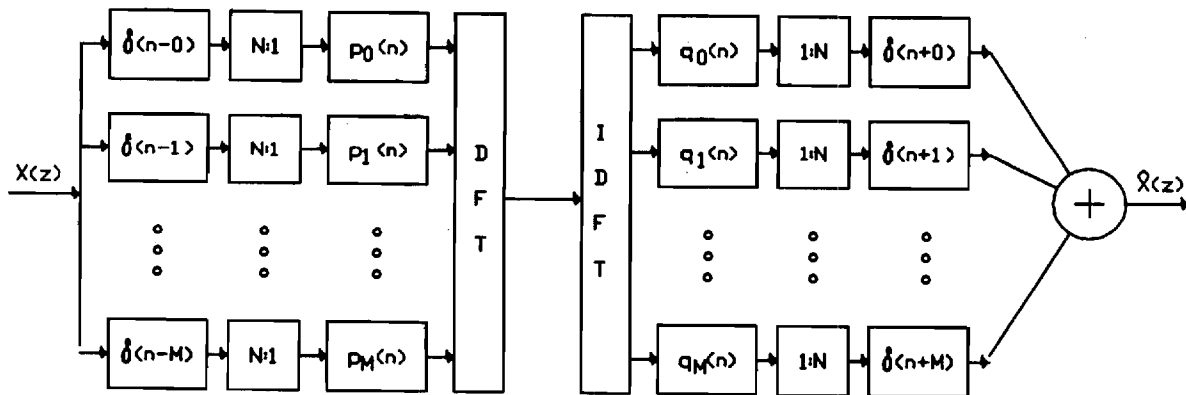 X(z)
δ(n-0) N:1 p0(n)
δ(n-1) N:1 p1(n)
δ(n-M) N:1 pM(n)
D
F
T
I
D
F
T
q0(n) 1:N δ(n+0)
q1(n) 1:N δ(n+1)
qM(n) 1:N δ(n+M)
+
X̂(z)